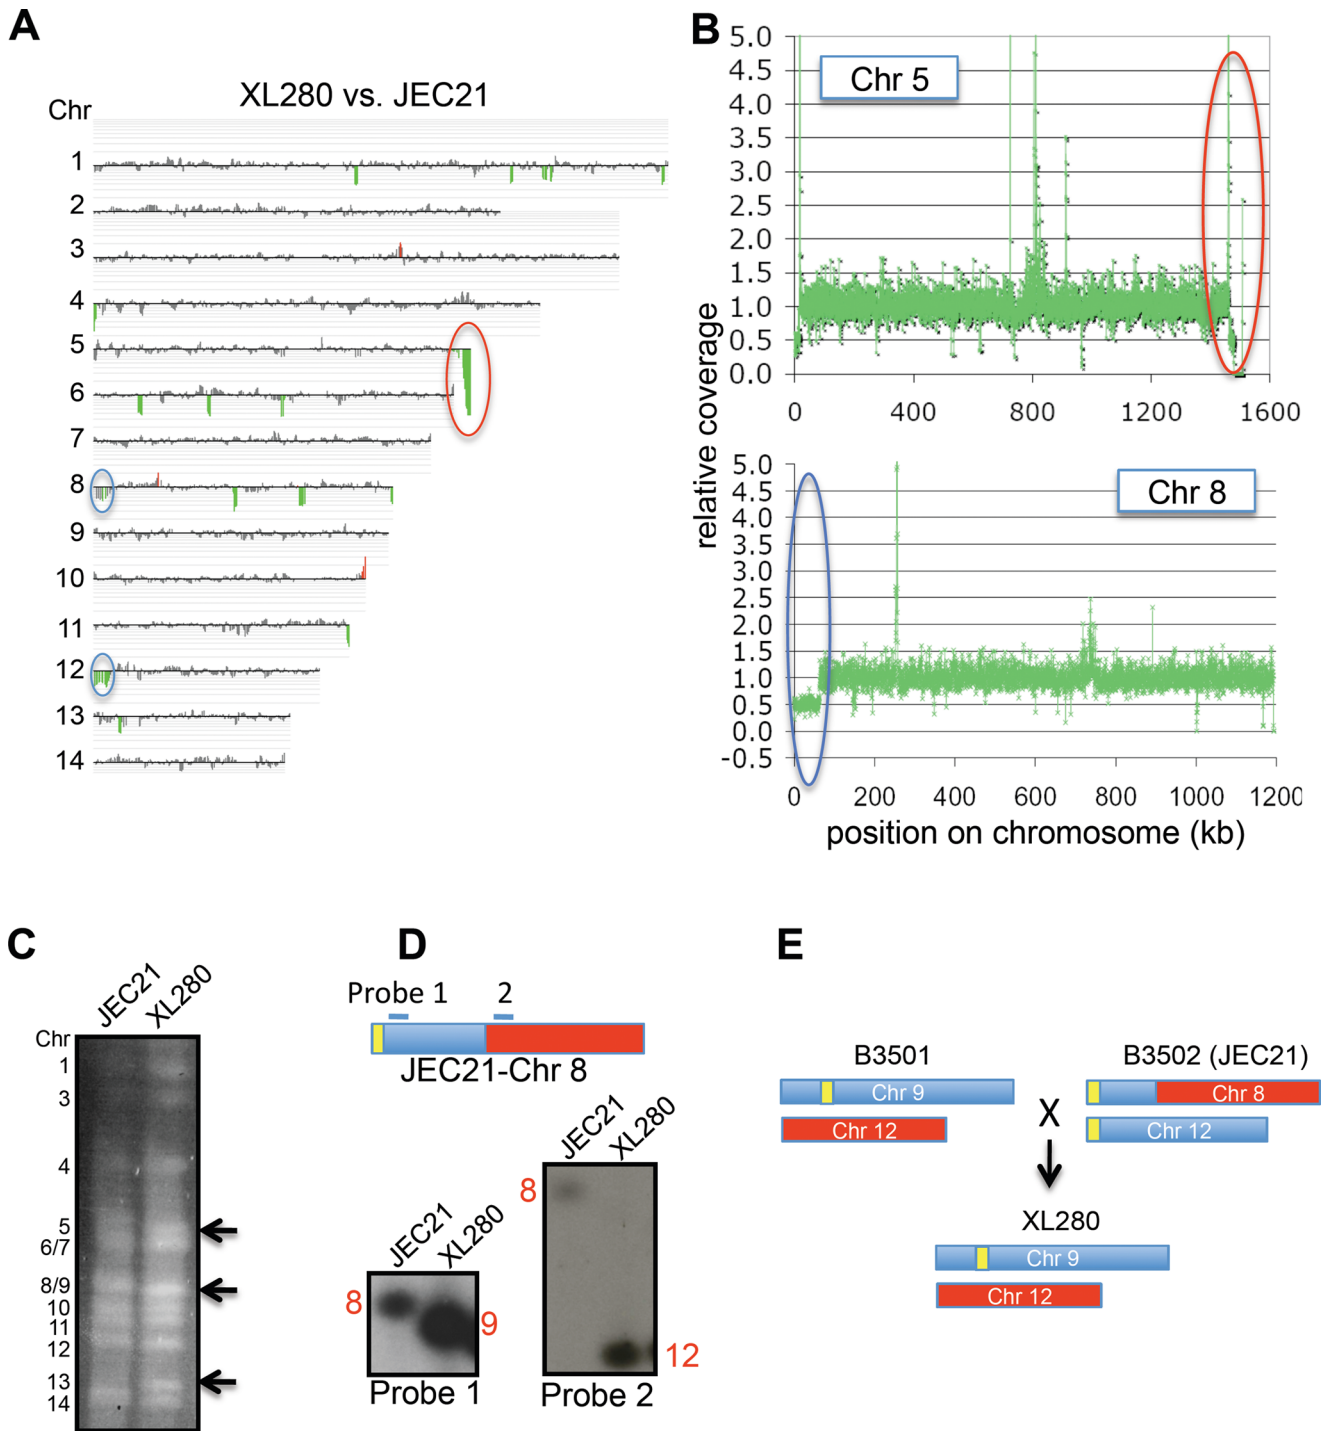 A
XL280 vs. JEC21
Chr
1
2
3
4
5
6
7
8
9
10
11
12
13
14
B
relative coverage
Chr 5
5.0
4.5
4.0
3.5
3.0
2.5
2.0
1.5
1.0
0.5
0.0
0 400 800 1200 1600
Chr 8
5.0
4.5
4.0
3.5
3.0
2.5
2.0
1.5
1.0
0.5
0.0
-0.5
0 200 400 600 800 1000 1200
position on chromosome (kb)
C
JEC21 XL280
Chr
1
3
4
5
6/7
8/9
10
11
12
13
14
D
Probe 1 2
JEC21-Chr 8
JEC21 XL280
8 9
Probe 1
JEC21 XL280
8
12
Probe 2
E
B3501 B3502 (JEC21)
Chr 9 Chr 8
X
Chr 12 Chr 12
XL280
Chr 9
Chr 12